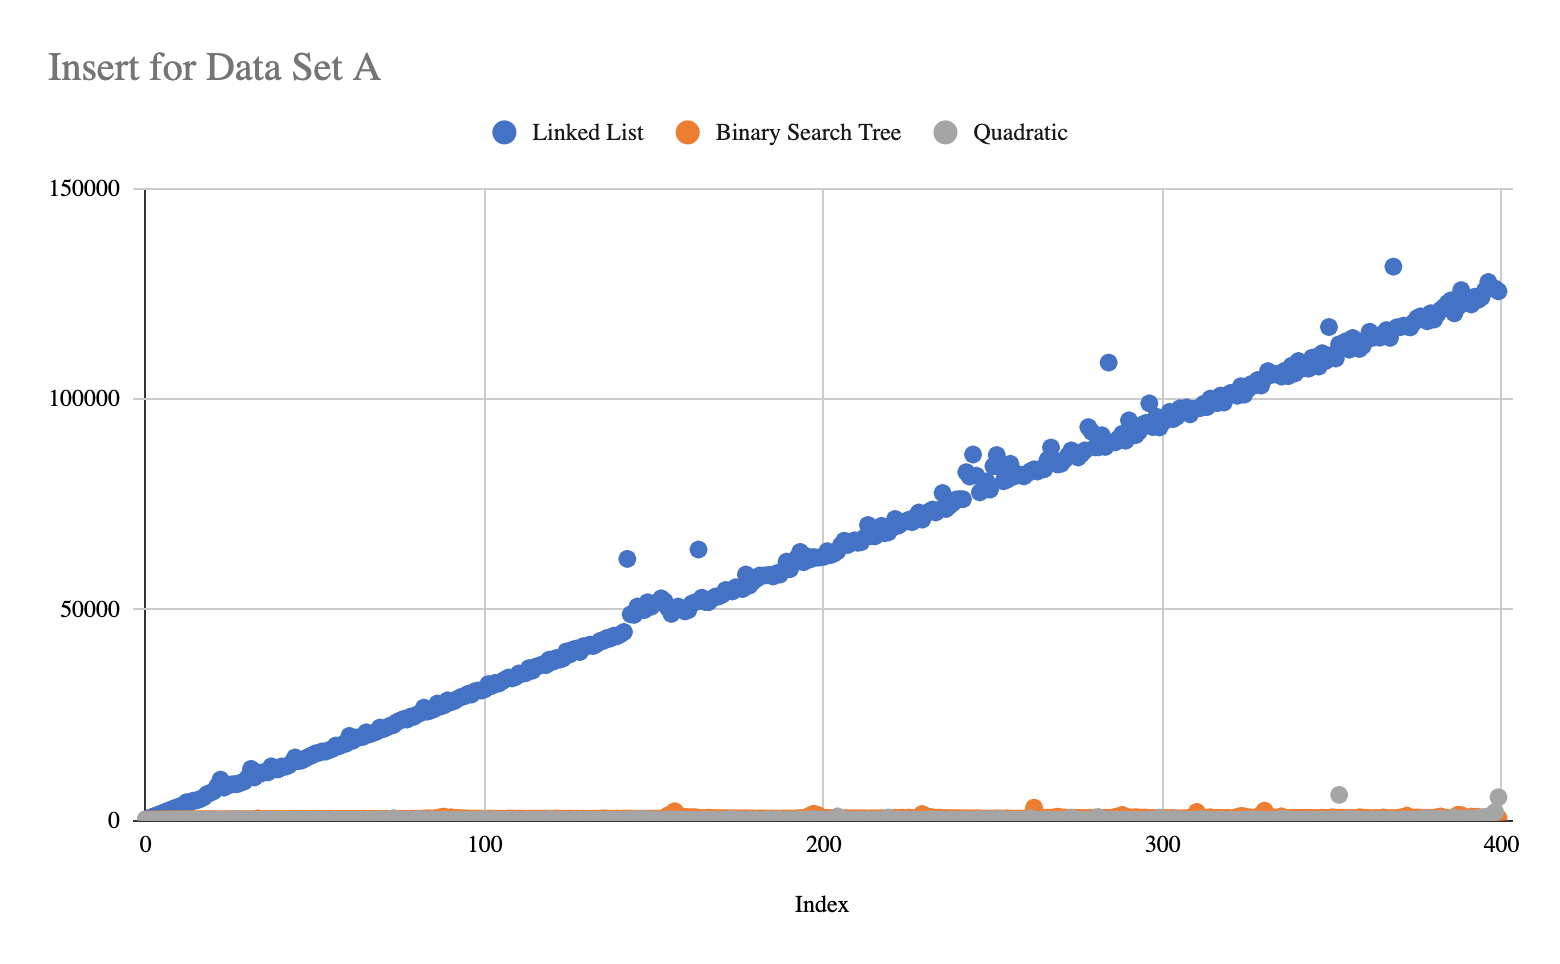 Insert for Data Set A
Linked List Binary Search Tree Quadratic
150000
100000
50000
0
0 100 200 300 400
Index